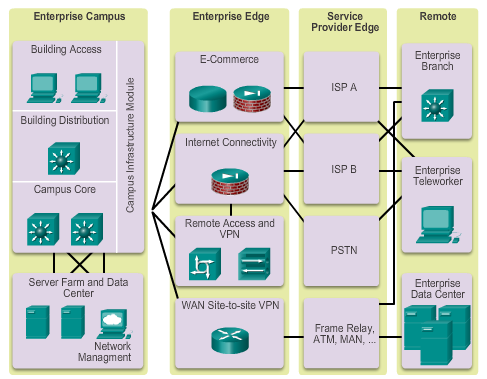 Enterprise Campus
Building Access
Building Distribution
Campus Core
Campus Infrastructure Module
Server Farm and Data
Center
Network
Managment
Enterprise Edge
E-Commerce
Internet Connectivity
Remote Access and
VPN
WAN Site-to-site VPN
Service
Provider Edge
ISP A
ISP B
PSTN
Frame Relay,
ATM, MAN, ...
Remote
Enterprise
Branch
Enterprise
Teleworker
Enterprise
Data Center